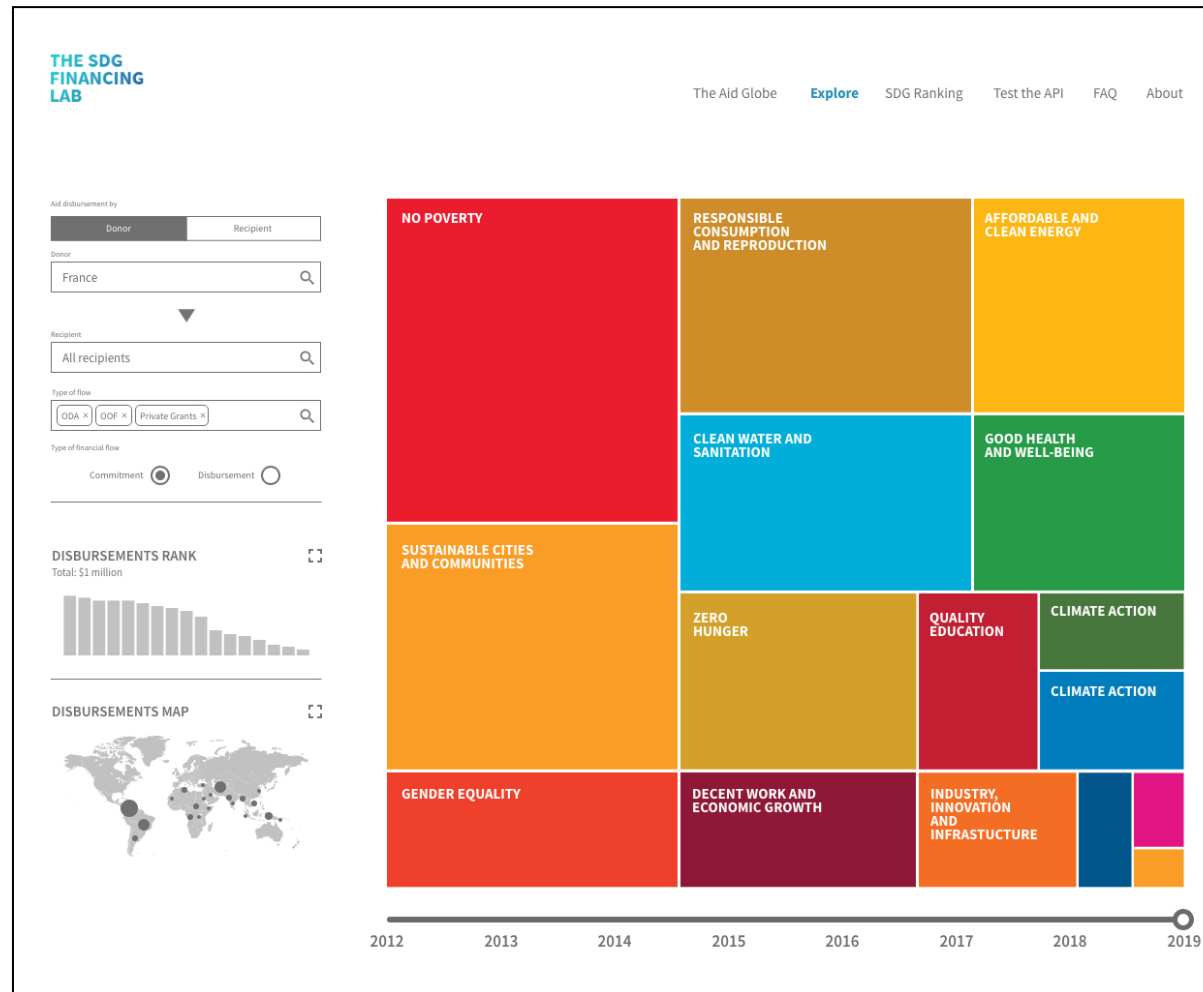 THE SDG
FINANCING
LAB
The Aid Globe
Explore
SDG Ranking
Test the API
FAQ
About
Aid disbursement by
Donor
Recipient
Donor
France
Recipient
All recipients
Type of flow
ODA ×
OOF ×
Private Grants ×
Type of financial flow
Commitment
Disbursement
DISBURSEMENTS RANK
Total: $1 million
DISBURSEMENTS MAP
NO POVERTY
RESPONSIBLE
CONSUMPTION
AND REPRODUCTION
AFFORDABLE AND
CLEAN ENERGY
CLEAN WATER AND
SANITATION
GOOD HEALTH
AND WELL-BEING
SUSTAINABLE CITIES
AND COMMUNITIES
ZERO
HUNGER
QUALITY
EDUCATION
CLIMATE ACTION
CLIMATE ACTION
GENDER EQUALITY
DECENT WORK AND
ECONOMIC GROWTH
INDUSTRY,
INNOVATION
AND
INFRASTUCTURE
2012
2013
2014
2015
2016
2017
2018
2019